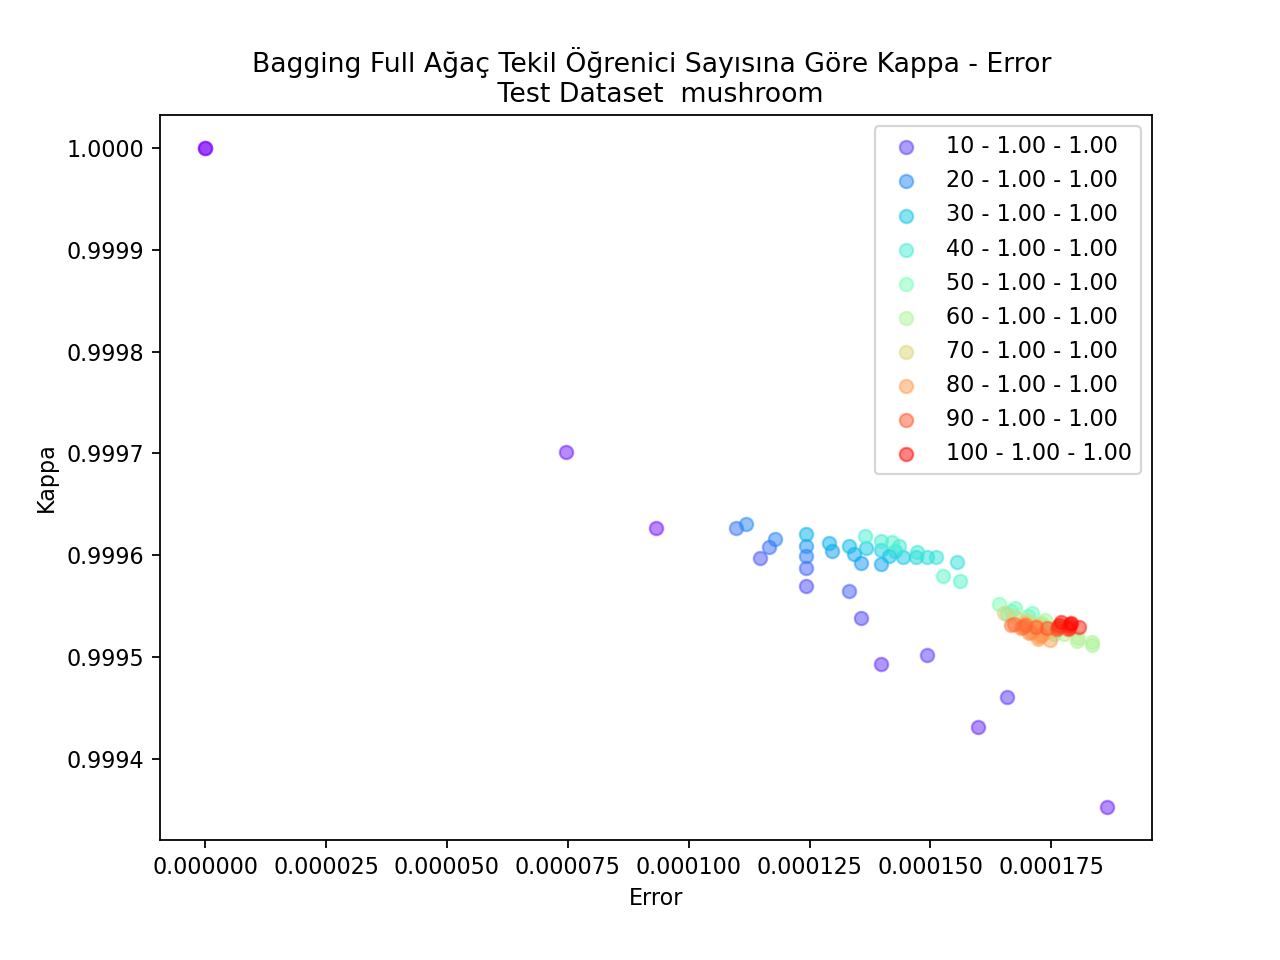 Bagging Full Ağaç Tekil Öğrenici Sayısına Göre Kappa - Error
Test Dataset  mushroom
1.0000
0.9999
0.9998
0.9997
0.9996
0.9995
0.9994
Kappa
10 - 1.00 - 1.00
20 - 1.00 - 1.00
30 - 1.00 - 1.00
40 - 1.00 - 1.00
50 - 1.00 - 1.00
60 - 1.00 - 1.00
70 - 1.00 - 1.00
80 - 1.00 - 1.00
90 - 1.00 - 1.00
100 - 1.00 - 1.00
0.000000 0.000025 0.000050 0.000075 0.000100 0.000125 0.000150 0.000175
Error